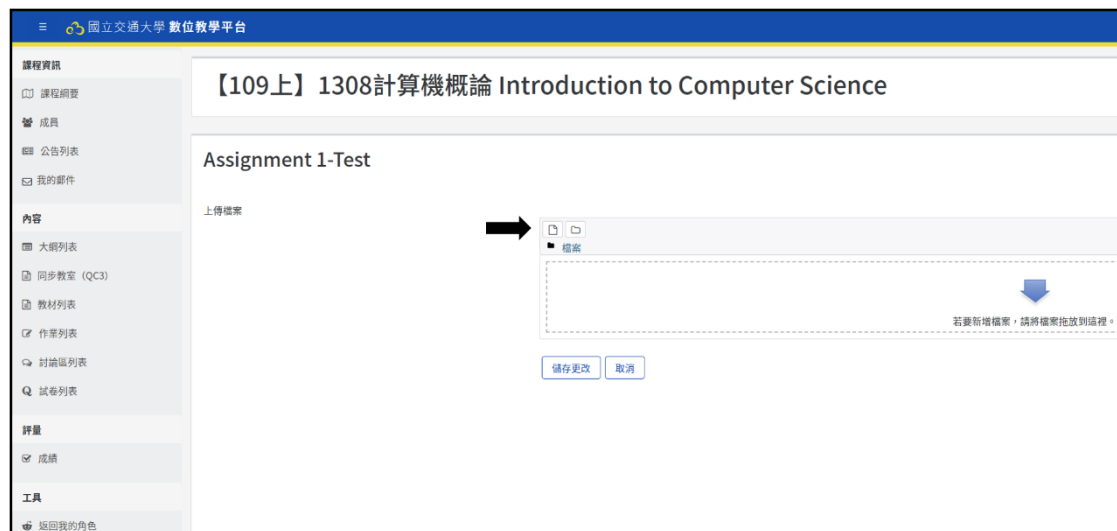 國立交通大學 數位教學平台
課程資訊
課程綱要
成員
公告列表
我的郵件
內容
大綱列表
同步教室（QC3）
教材列表
作業列表
討論區列表
試卷列表
評量
成績
工具
返回我的角色
【109上】1308計算機概論 Introduction to Computer Science
Assignment 1-Test
上傳檔案
檔案
若要新增檔案，請將檔案拖放到這裡。
儲存更改
取消